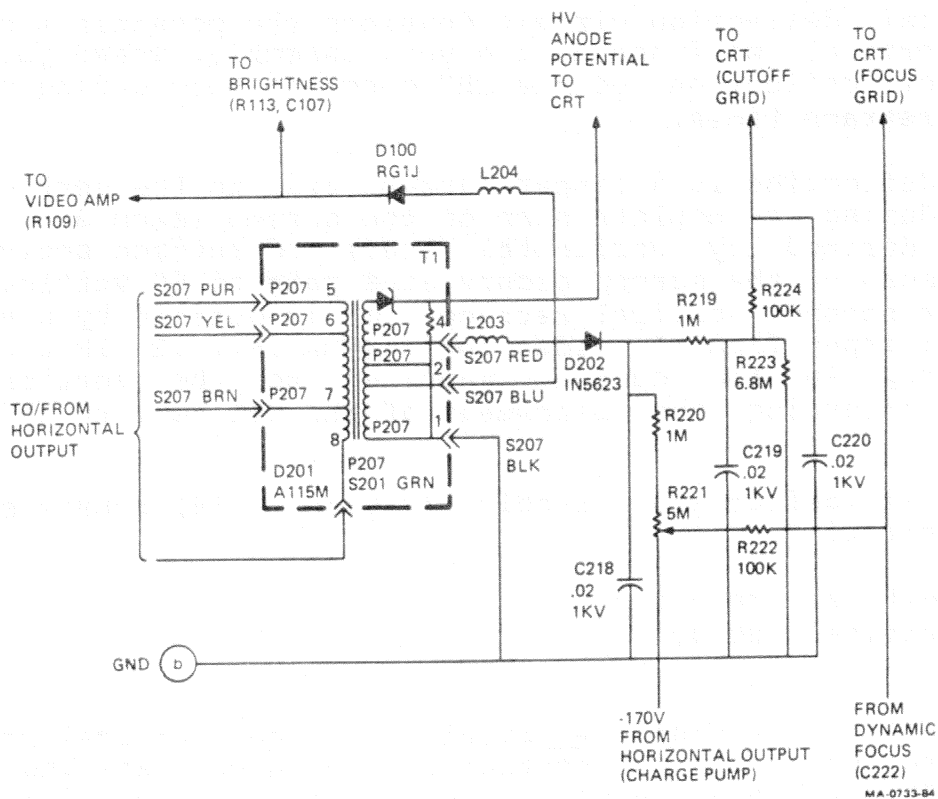 HV
ANODE
POTENTIAL
TO
CRT
TO
CRT
(CUTOFF
GRID)
TO
CRT
(FOCUS
GRID)
TO
BRIGHTNESS
(R113, C107)
D100
RG1J
L204
TO
VIDEO AMP
(R109)
T1
S207 PUR
P207
5
S207 YEL
P207
6
S207 BRN
P207
7
8
P207
4
P207
2
P207
1
L203
S207 RED
S207 BLU
S207
BLK
D202
IN5623
R219
1M
R224
100K
R223
6.8M
R220
1M
R221
5M
C219
.02
1KV
C220
.02
1KV
R222
100K
C218
.02
1KV
TO/FROM
HORIZONTAL
OUTPUT
D201
A115M
P207
S201 GRN
GND
b
-170V
FROM
HORIZONTAL OUTPUT
(CHARGE PUMP)
FROM
DYNAMIC
FOCUS
(C222)
MA-0733-84